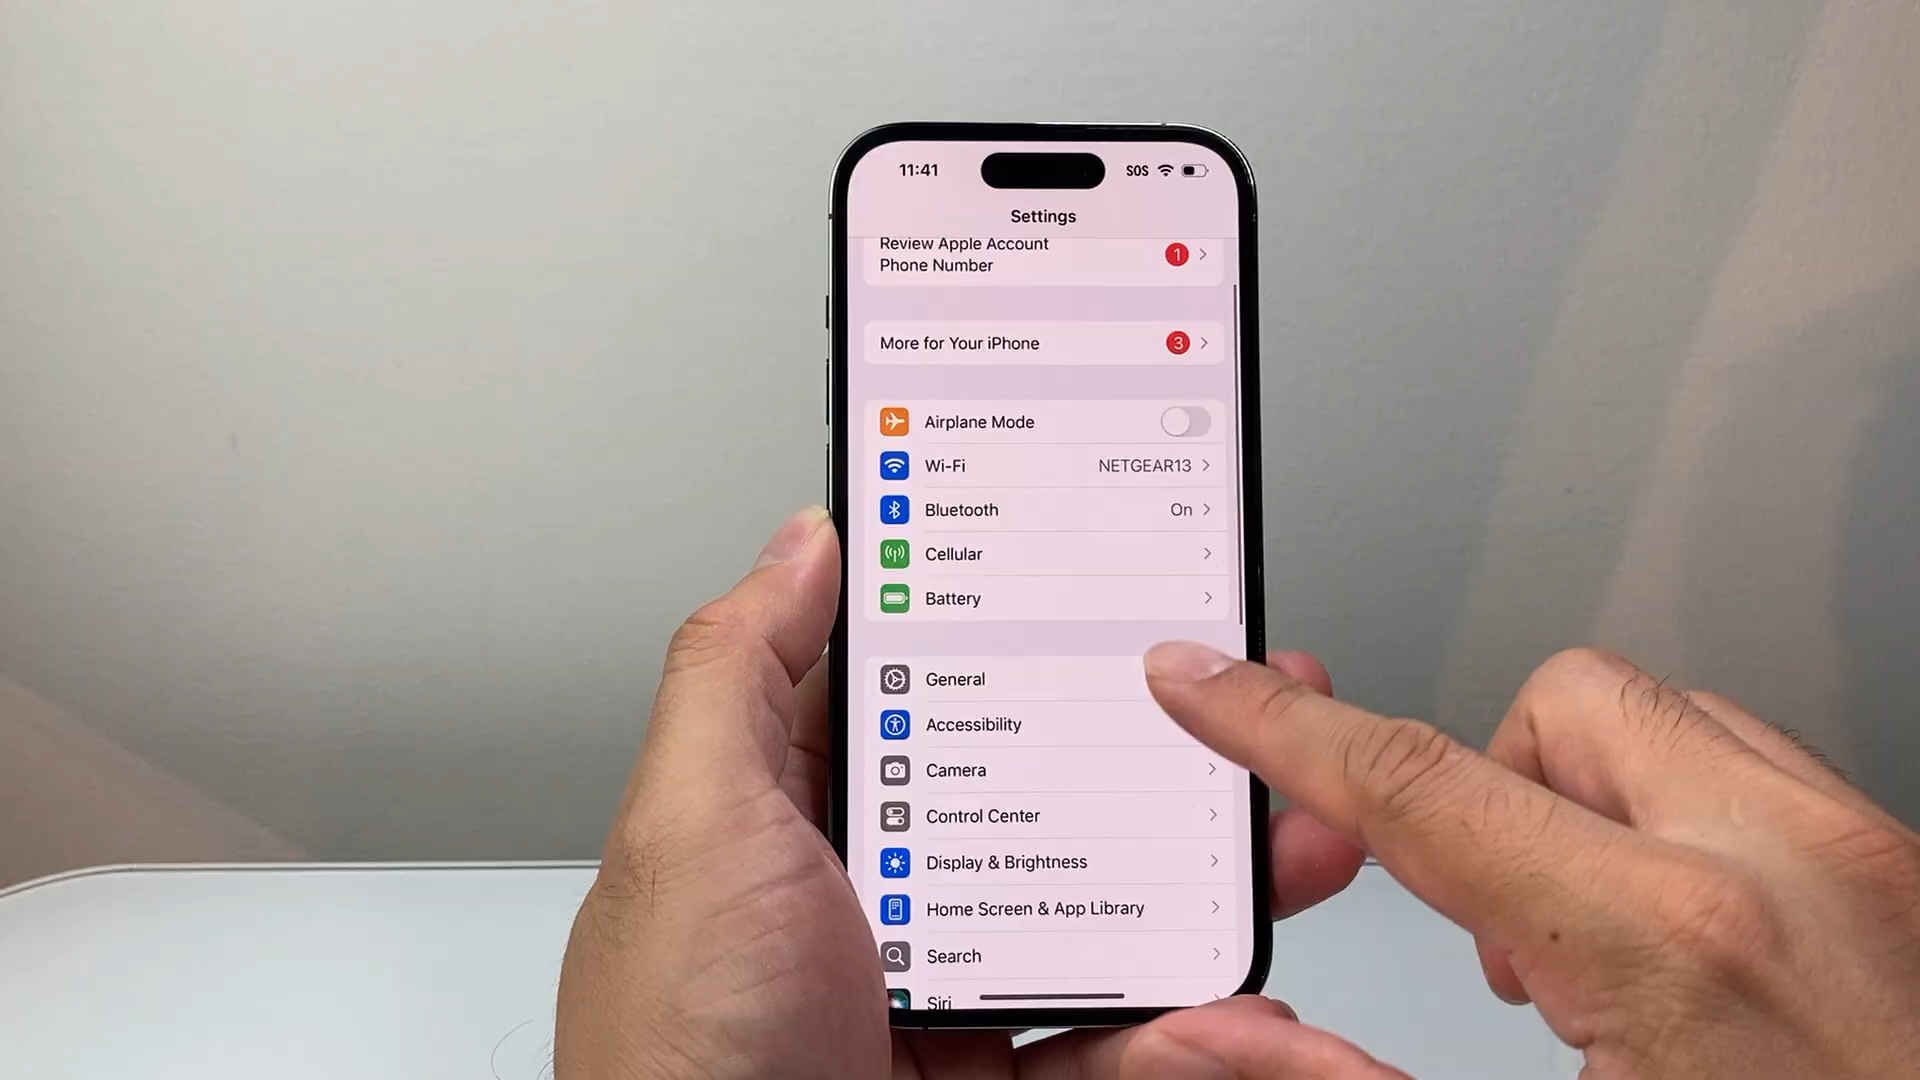 11:41
SOS
Settings
Review Apple Account
Phone Number
1
More for Your iPhone
3
Airplane Mode
Wi-Fi
NETGEAR13
Bluetooth
On
Cellular
Battery
General
Accessibility
Camera
Control Center
Display & Brightness
Home Screen & App Library
Search
Siri